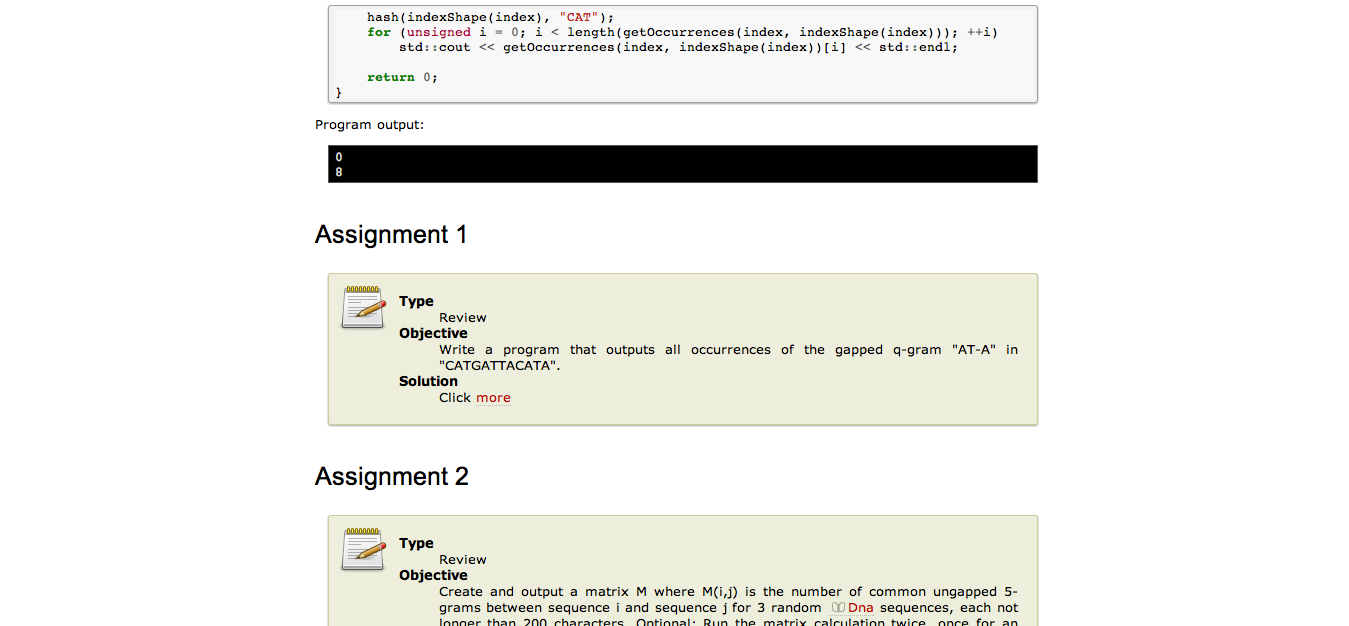 hash(indexShape(index), "CAT");
for (unsigned i = 0; i < length(getOccurrences(index, indexShape(index))); ++i)
std::cout << getOccurrences(index, indexShape(index))[i] << std::endl;
return 0;
}
Program output:
0
8
Assignment 1
Type
Review
Objective
Write a program that outputs all occurrences of the gapped q-gram "AT-A" in
"CATGATTACATA".
Solution
Click more
Assignment 2
Type
Review
Objective
Create and output a matrix M where M(i,j) is the number of common ungapped 5-
grams between sequence i and sequence j for 3 random Dna sequences, each not
longer than 200 characters. Optional: Run the matrix calculation twice, once for an